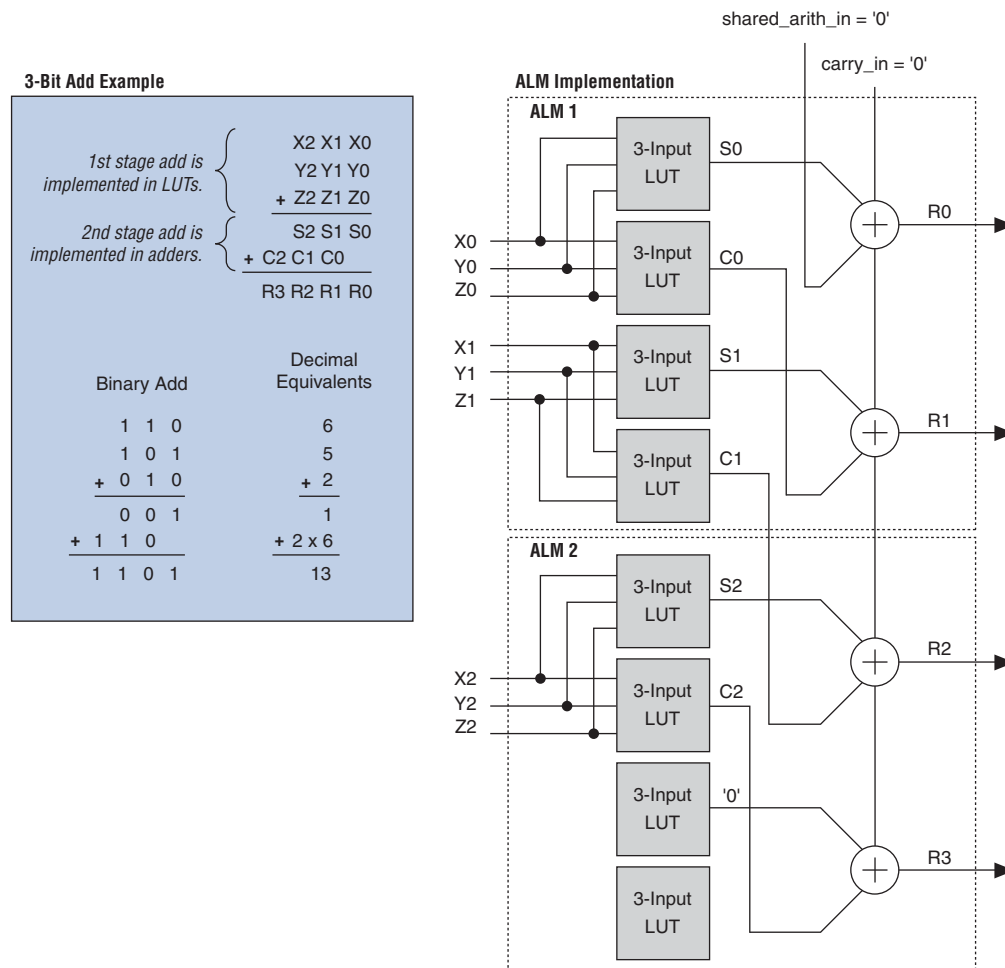 3-Bit Add Example
1st stage add is
implemented in LUTs.
X2 X1 X0
Y2 Y1 Y0
+ Z2 Z1 Z0
2nd stage add is
implemented in adders.
S2 S1 S0
+ C2 C1 C0
R3 R2 R1 R0
Binary Add
1 1 0
1 0 1
+ 0 1 0
0 0 1
+ 1 1 0
1 1 0 1
Decimal
Equivalents
6
5
+ 2
1
+ 2 x 6
13
shared_arith_in = '0'
carry_in = '0'
ALM Implementation
ALM 1
3-Input
LUT
S0
R0
X0
Y0
Z0
3-Input
LUT
C0
X1
Y1
Z1
3-Input
LUT
S1
R1
3-Input
LUT
C1
ALM 2
3-Input
LUT
S2
R2
X2
Y2
Z2
3-Input
LUT
C2
3-Input
LUT
'0'
R3
3-Input
LUT